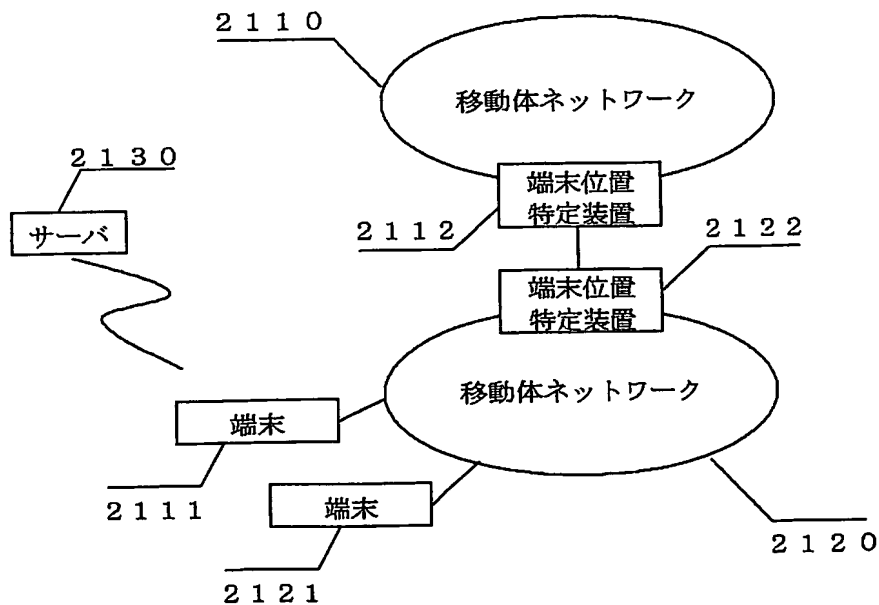 ２１１０
移動体ネットワーク
２１３０
サーバ
端末位置
特定装置
２１１２
２１２２
端末位置
特定装置
移動体ネットワーク
端末
２１１１
端末
２１２１
２１２０